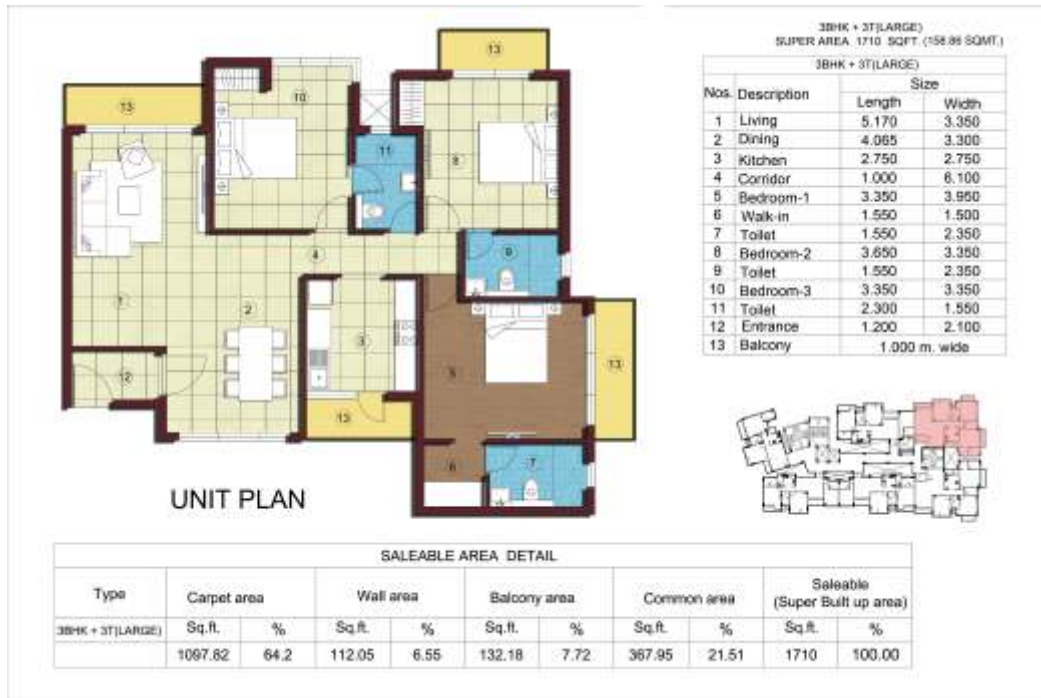 3BHK + 3T(LARGE)
SUPER AREA 1710 SQFT. (158.86 SQMT.)
3BHK + 3T(LARGE)
Nos. Description Size
Length Width
1 Living 5.170 3.350
2 Dining 4.065 3.300
3 Kitchen 2.750 2.750
4 Corridor 1.000 6.100
5 Bedroom-1 3.350 3.950
6 Walk-in 1.550 1.500
7 Toilet 1.550 2.350
8 Bedroom-2 3.650 3.350
9 Toilet 1.550 2.350
10 Bedroom-3 3.350 3.350
11 Toilet 2.300 1.550
12 Entrance 1.200 2.100
13 Balcony 1.000 m. wide
13
13
10
11
8
4
9
1
2
3
5
13
12
13
6
7
UNIT PLAN
SALEABLE AREA DETAIL
Type Carpet area Wall area Balcony area Common area Saleable
(Super Built up area)
3BHK + 3T(LARGE) Sq.ft. % Sq.ft. % Sq.ft. % Sq.ft. % Sq.ft. %
1097.82 64.2 112.05 6.55 132.18 7.72 367.95 21.51 1710 100.00